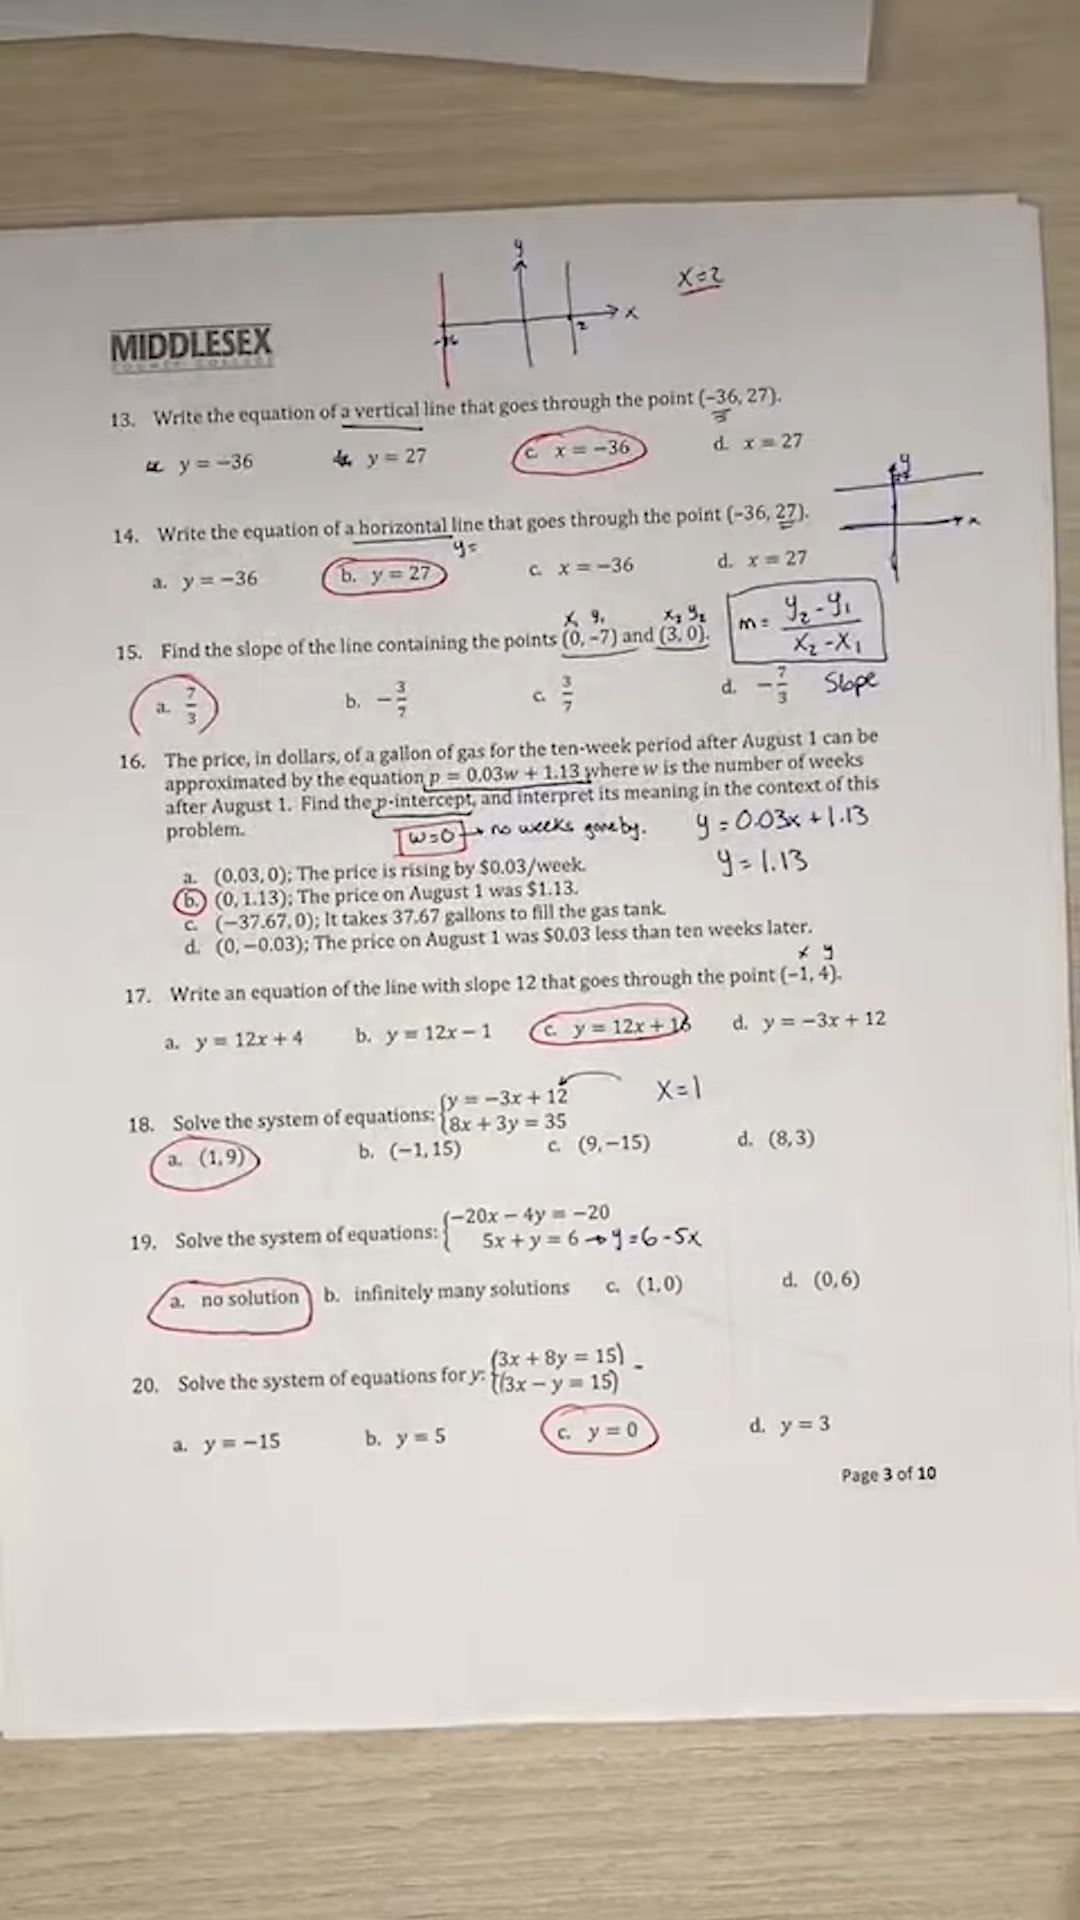 y
x=2
x
-36
2
MIDDLESEX
COUNTY COLLEGE
13. Write the equation of a vertical line that goes through the point (−36, 27).
y = −36 y = 27 c. x = −36 d. x = 27
y
x
14. Write the equation of a horizontal line that goes through the point (−36, 27).
y=
a. y = −36 b. y = 27 c. x = −36 d. x = 27
x₁ y₁ x₂ y₂ m = y₂-y₁ / x₂-x₁
15. Find the slope of the line containing the points (0, −7) and (3, 0).
a. 7/3 b. −3/7 c. 3/7 d. −7/3 Slope
16. The price, in dollars, of a gallon of gas for the ten-week period after August 1 can be
approximated by the equation p = 0.03w + 1.13 where w is the number of weeks
after August 1. Find the p-intercept, and interpret its meaning in the context of this
problem.
w=0 → no weeks gone by. y = 0.03x + 1.13
y = 1.13
a. (0.03, 0); The price is rising by $0.03/week.
b. (0, 1.13); The price on August 1 was $1.13.
c. (−37.67, 0); It takes 37.67 gallons to fill the gas tank.
d. (0, −0.03); The price on August 1 was $0.03 less than ten weeks later.
x y
17. Write an equation of the line with slope 12 that goes through the point (−1, 4).
a. y = 12x + 4 b. y = 12x − 1 c. y = 12x + 16 d. y = −3x + 12
18. Solve the system of equations: {y = −3x + 12 x=1
8x + 3y = 35
a. (1, 9) b. (−1, 15) c. (9, −15) d. (8, 3)
19. Solve the system of equations: {−20x − 4y = −20
5x + y = 6 → y = 6 - 5x
a. no solution b. infinitely many solutions c. (1, 0) d. (0, 6)
20. Solve the system of equations for y: {(3x + 8y = 15) -
(3x − y = 15)
a. y = −15 b. y = 5 c. y = 0 d. y = 3
Page 3 of 10